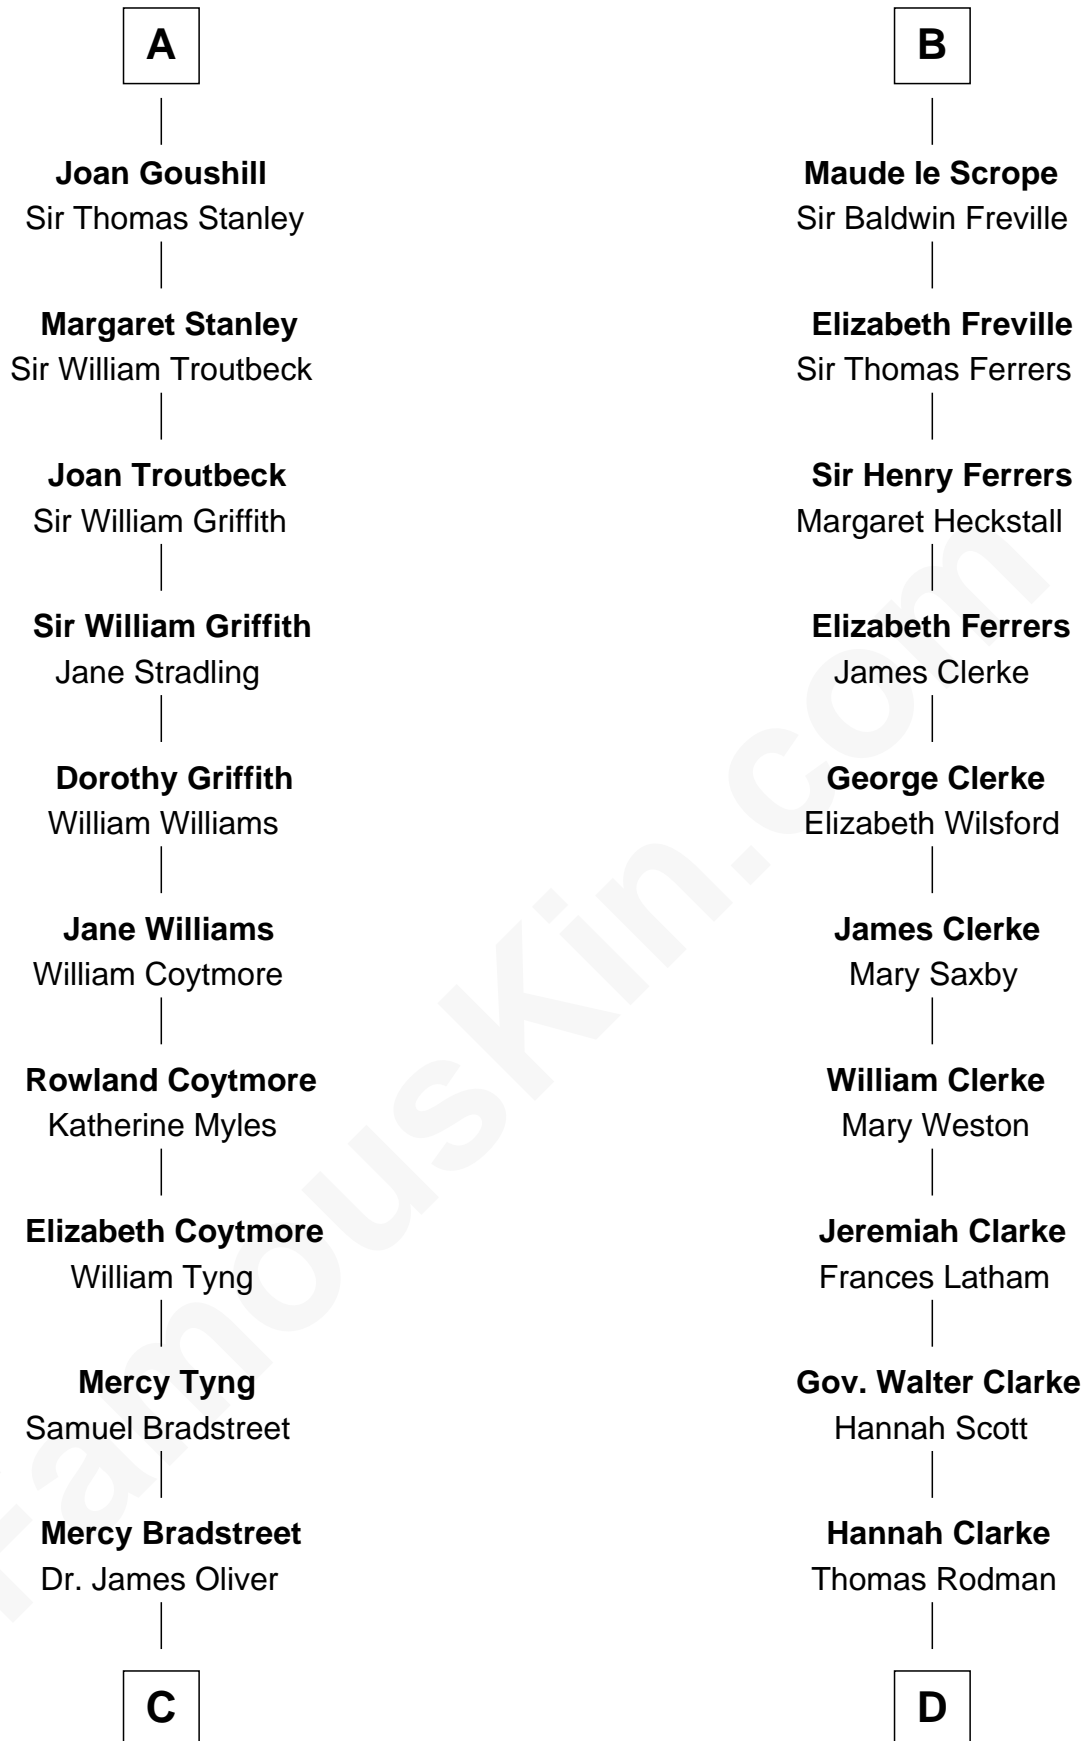 A
Joan Goushill
Sir Thomas Stanley
Margaret Stanley
Sir William Troutbeck
Joan Troutbeck
Sir William Griffith
Sir William Griffith
Jane Stradling
Dorothy Griffith
William Williams
Jane Williams
William Coytmore
Rowland Coytmore
Katherine Myles
Elizabeth Coytmore
William Tyng
Mercy Tyng
Samuel Bradstreet
Mercy Bradstreet
Dr. James Oliver
C
B
Maude le Scrope
Sir Baldwin Freville
Elizabeth Freville
Sir Thomas Ferrers
Sir Henry Ferrers
Margaret Heckstall
Elizabeth Ferrers
James Clerke
George Clerke
Elizabeth Wilsford
James Clerke
Mary Saxby
William Clerke
Mary Weston
Jeremiah Clarke
Frances Latham
Gov. Walter Clarke
Hannah Scott
Hannah Clarke
Thomas Rodman
D
FamousKin.com